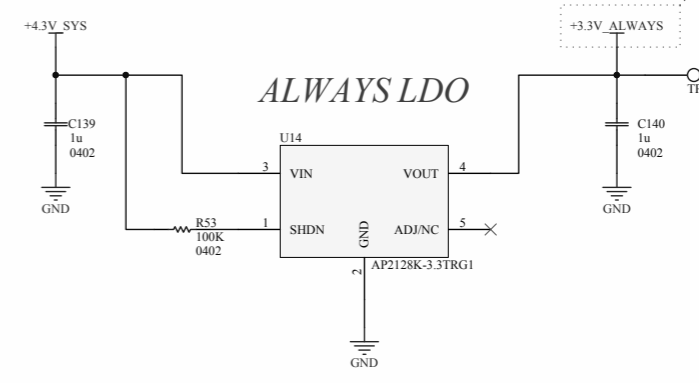 +4.3V_SYS
+3.3V_ALWAYS
ALWAYS LDO
TP
C139
1u
0402
C140
1u
0402
U14
3
VIN
VOUT
4
GND
GND
R53
100K
0402
1
SHDN
GND
ADJ/NC
5
2
AP2128K-3.3TRG1
GND